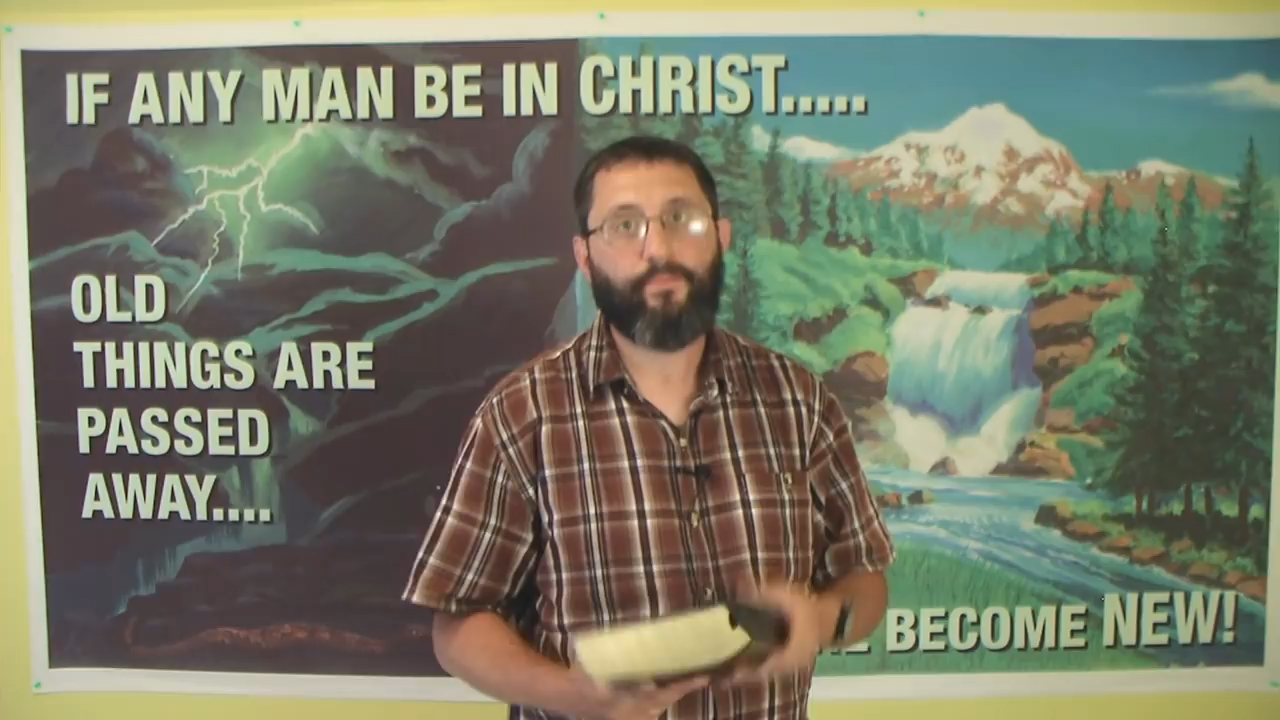 IF ANY MAN BE IN CHRIST.....
OLD
THINGS ARE
PASSED
AWAY....
BECOME NEW!